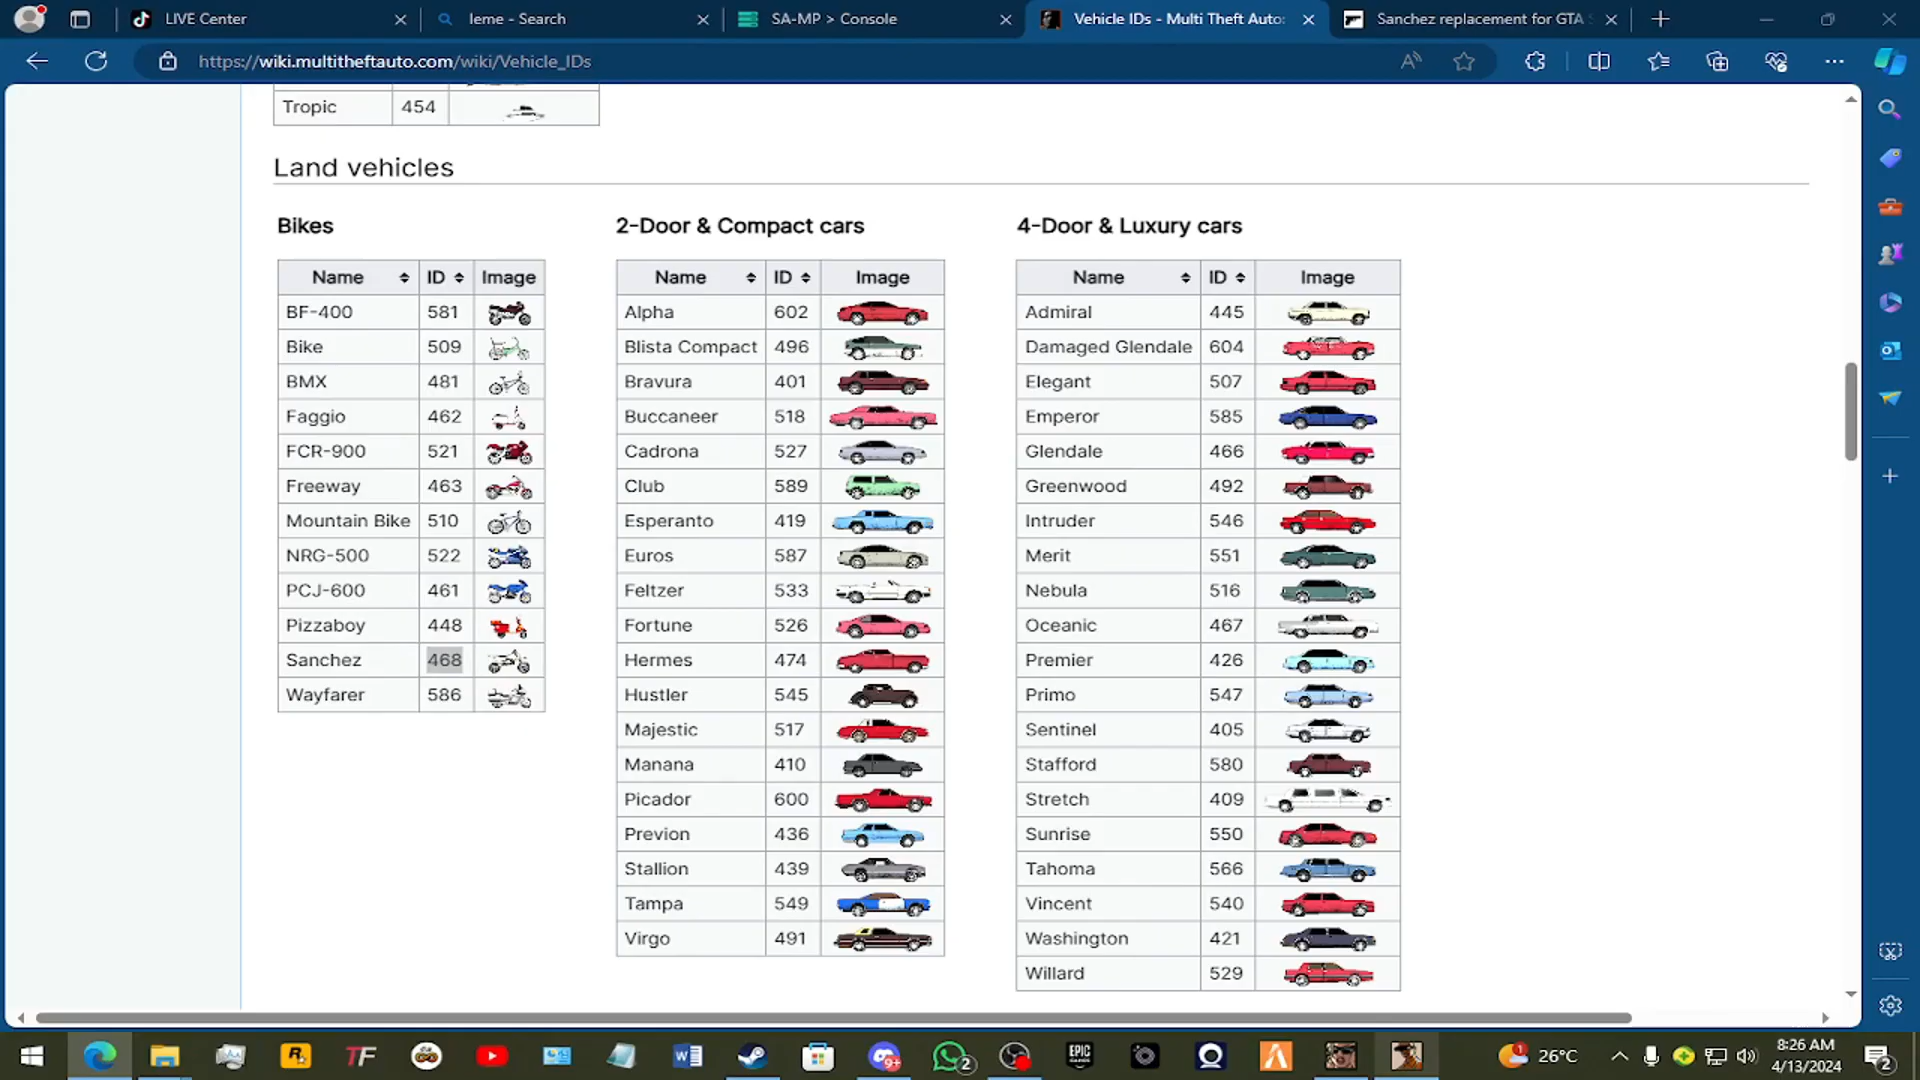 LIVE Center
leme - Search
SA-MP > Console
Vehicle IDs - Multi Theft Auto:
Sanchez replacement for GTA S
https://wiki.multitheftauto.com/wiki/Vehicle_IDs
Tropic 454
Land vehicles
Bikes
Name ID Image
BF-400 581
Bike 509
BMX 481
Faggio 462
FCR-900 521
Freeway 463
Mountain Bike 510
NRG-500 522
PCJ-600 461
Pizzaboy 448
Sanchez 468
Wayfarer 586
2-Door & Compact cars
Name ID Image
Alpha 602
Blista Compact 496
Bravura 401
Buccaneer 518
Cadrona 527
Club 589
Esperanto 419
Euros 587
Feltzer 533
Fortune 526
Hermes 474
Hustler 545
Majestic 517
Manana 410
Picador 600
Previon 436
Stallion 439
Tampa 549
Virgo 491
4-Door & Luxury cars
Name ID Image
Admiral 445
Damaged Glendale 604
Elegant 507
Emperor 585
Glendale 466
Greenwood 492
Intruder 546
Merit 551
Nebula 516
Oceanic 467
Premier 426
Primo 547
Sentinel 405
Stafford 580
Stretch 409
Sunrise 550
Tahoma 566
Vincent 540
Washington 421
Willard 529
TF
9+
2
EPIC
GAMES
1
26°C
8:26 AM
4/13/2024
2